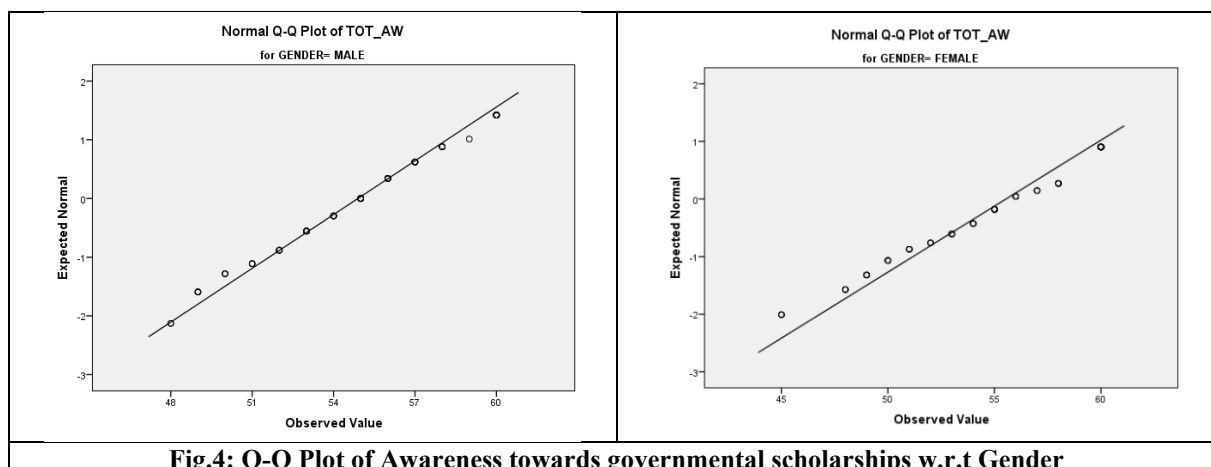 Normal Q-Q Plot of TOT_AW
for GENDER= MALE
2
1
0
-1
-2
-3
Expected Normal
48 51 54 57 60
Observed Value
Normal Q-Q Plot of TOT_AW
for GENDER= FEMALE
2
1
0
-1
-2
-3
Expected Normal
45 50 55 60
Observed Value
Fig.4: Q-Q Plot of Awareness towards governmental scholarships w.r.t Gender